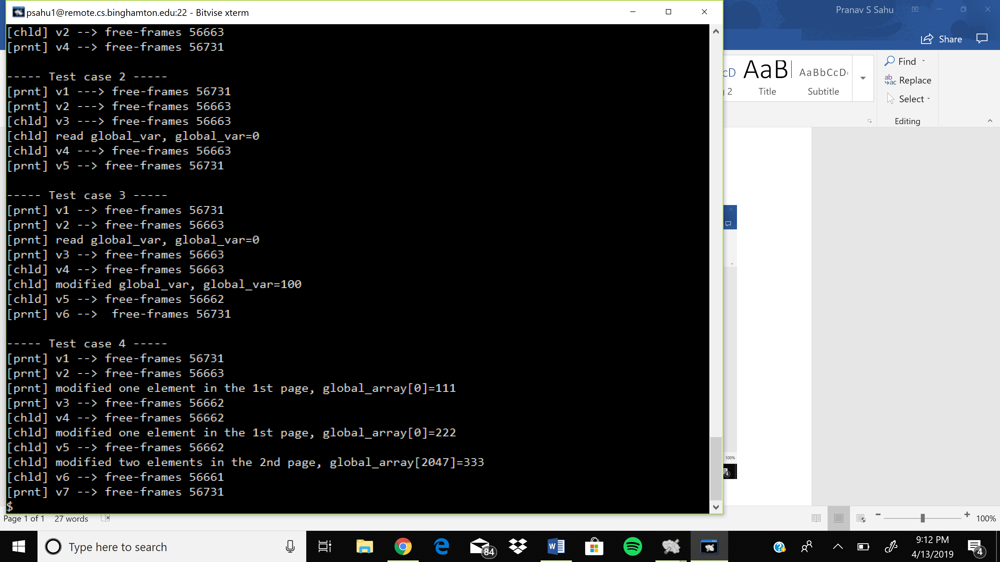 psahu1@remote.cs.binghamton.edu:22 - Bitvise xterm
Pranav S Sahu
Share
[chld] v2 --> free-frames 56663
[prnt] v4 --> free-frames 56731
----- Test case 2 -----
[prnt] v1 ---> free-frames 56731
[prnt] v2 ---> free-frames 56663
[chld] v3 ---> free-frames 56663
[chld] read global_var, global_var=0
[chld] v4 ---> free-frames 56663
[prnt] v5 --> free-frames 56731
----- Test case 3 -----
[prnt] v1 --> free-frames 56731
[prnt] v2 --> free-frames 56663
[prnt] read global_var, global_var=0
[prnt] v3 --> free-frames 56663
[chld] v4 --> free-frames 56663
[chld] modified global_var, global_var=100
[chld] v5 --> free-frames 56662
[prnt] v6 -->  free-frames 56731
----- Test case 4 -----
[prnt] v1 --> free-frames 56731
[prnt] v2 --> free-frames 56663
[prnt] modified one element in the 1st page, global_array[0]=111
[prnt] v3 --> free-frames 56662
[chld] v4 --> free-frames 56662
[chld] modified one element in the 1st page, global_array[0]=222
[chld] v5 --> free-frames 56662
[chld] modified two elements in the 2nd page, global_array[2047]=333
[chld] v6 --> free-frames 56661
[prnt] v7 --> free-frames 56731
$
cD AaB AaBbCcD
2 Title Subtitle
Find
Replace
Select
Editing
100%
4
Page 1 of 1 27 words
100%
Type here to search
84
9:12 PM
4/13/2019
4